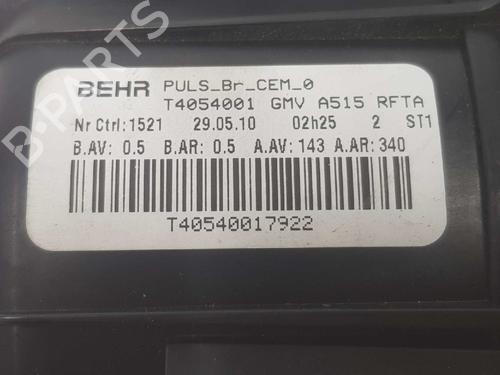 BEHR PULS_Br_CEM_0
T4054001 GMV A515 RFTA
Nr Ctrl:1521 29.05.10 02h25 2 ST1
B.AV: 0.5 B.AR: 0.5 A.AV: 143 A.AR: 340
T40540017922
B-PARTS